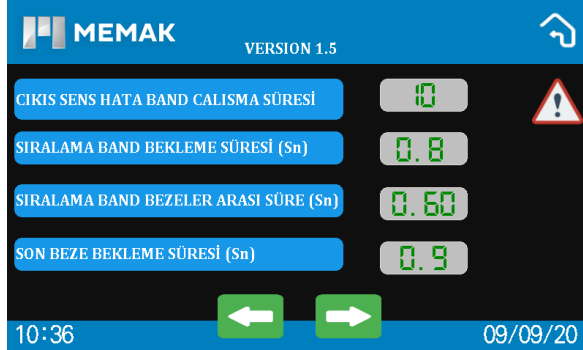 MEMAK
VERSION 1.5
CIKIS SENS HATA BAND CALISMA SÜRESİ
10
SIRALAMA BAND BEKLEME SÜRESİ (Sn)
0.8
SIRALAMA BAND BEZELER ARASI SÜRE (Sn)
0.60
SON BEZE BEKLEME SÜRESİ (Sn)
0.9
10:36
09/09/20